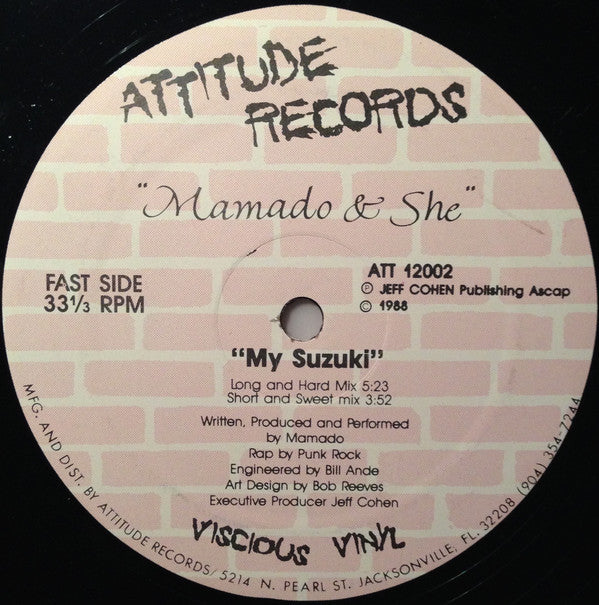 ATTITUDE
RECORDS
"Mamado & She"
FAST SIDE
33 1/3 RPM
ATT 12002
Ⓟ JEFF COHEN Publishing Ascap
© 1988
"My Suzuki"
Long and Hard Mix 5:23
Short and Sweet mix 3:52
Written, Produced and Performed
by Mamado
Rap by Punk Rock
Engineered by Bill Ande
Art Design by Bob Reeves
Executive Producer Jeff Cohen
VISCIOUS VINYL
MFG. AND DIST. BY ATTITUDE RECORDS/ 5214 N. PEARL ST. JACKSONVILLE, FL. 32208 (904) 354-7244